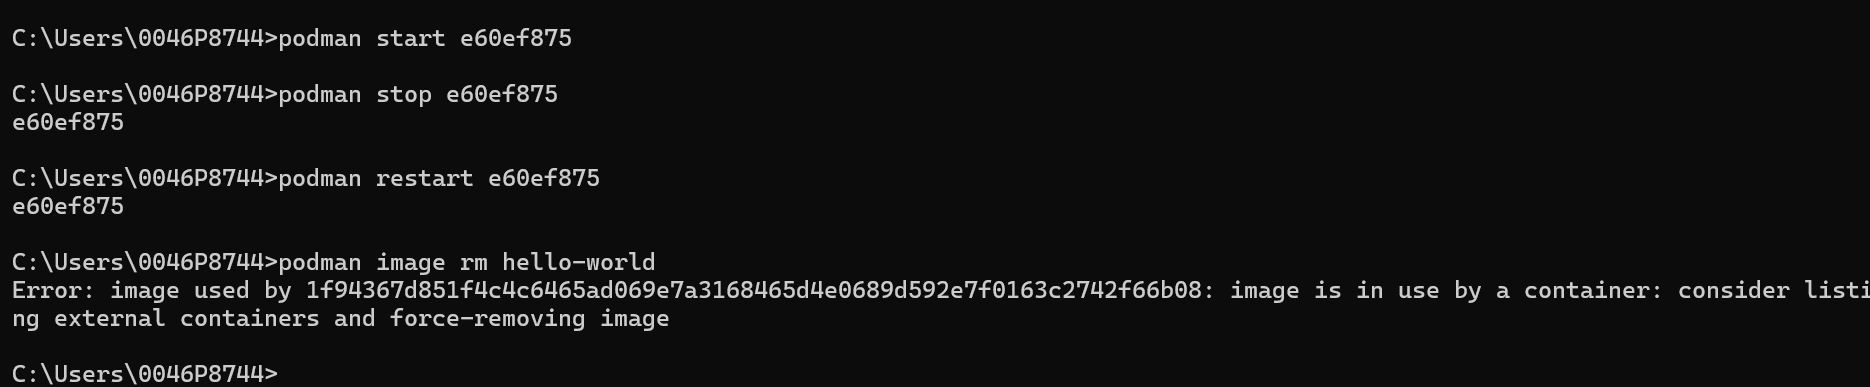 C:\Users\0046P8744>podman start e60ef875
C:\Users\0046P8744>podman stop e60ef875
e60ef875
C:\Users\0046P8744>podman restart e60ef875
e60ef875
C:\Users\0046P8744>podman image rm hello-world
Error: image used by 1f94367d851f4c4c6465ad069e7a3168465d4e0689d592e7f0163c2742f66b08: image is in use by a container: consider listi
ng external containers and force-removing image
C:\Users\0046P8744>